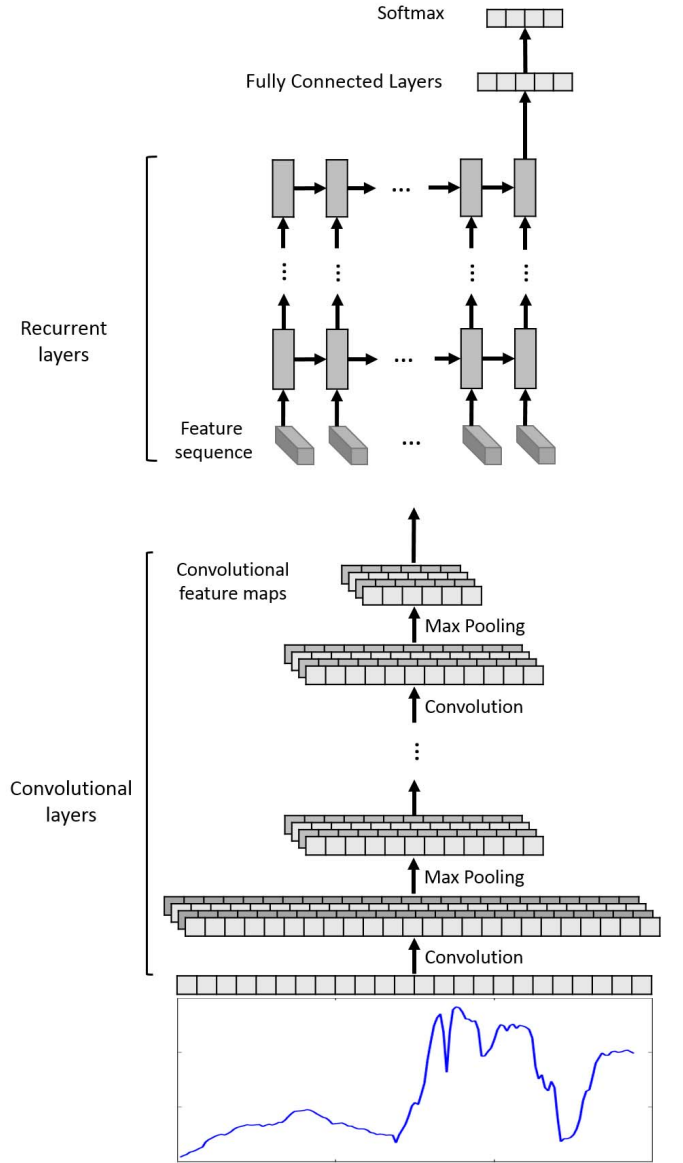 Softmax
Fully Connected Layers
...
...
Recurrent
layers
...
Feature
sequence
...
Convolutional
feature maps
Max Pooling
Convolution
...
Convolutional
layers
Max Pooling
Convolution